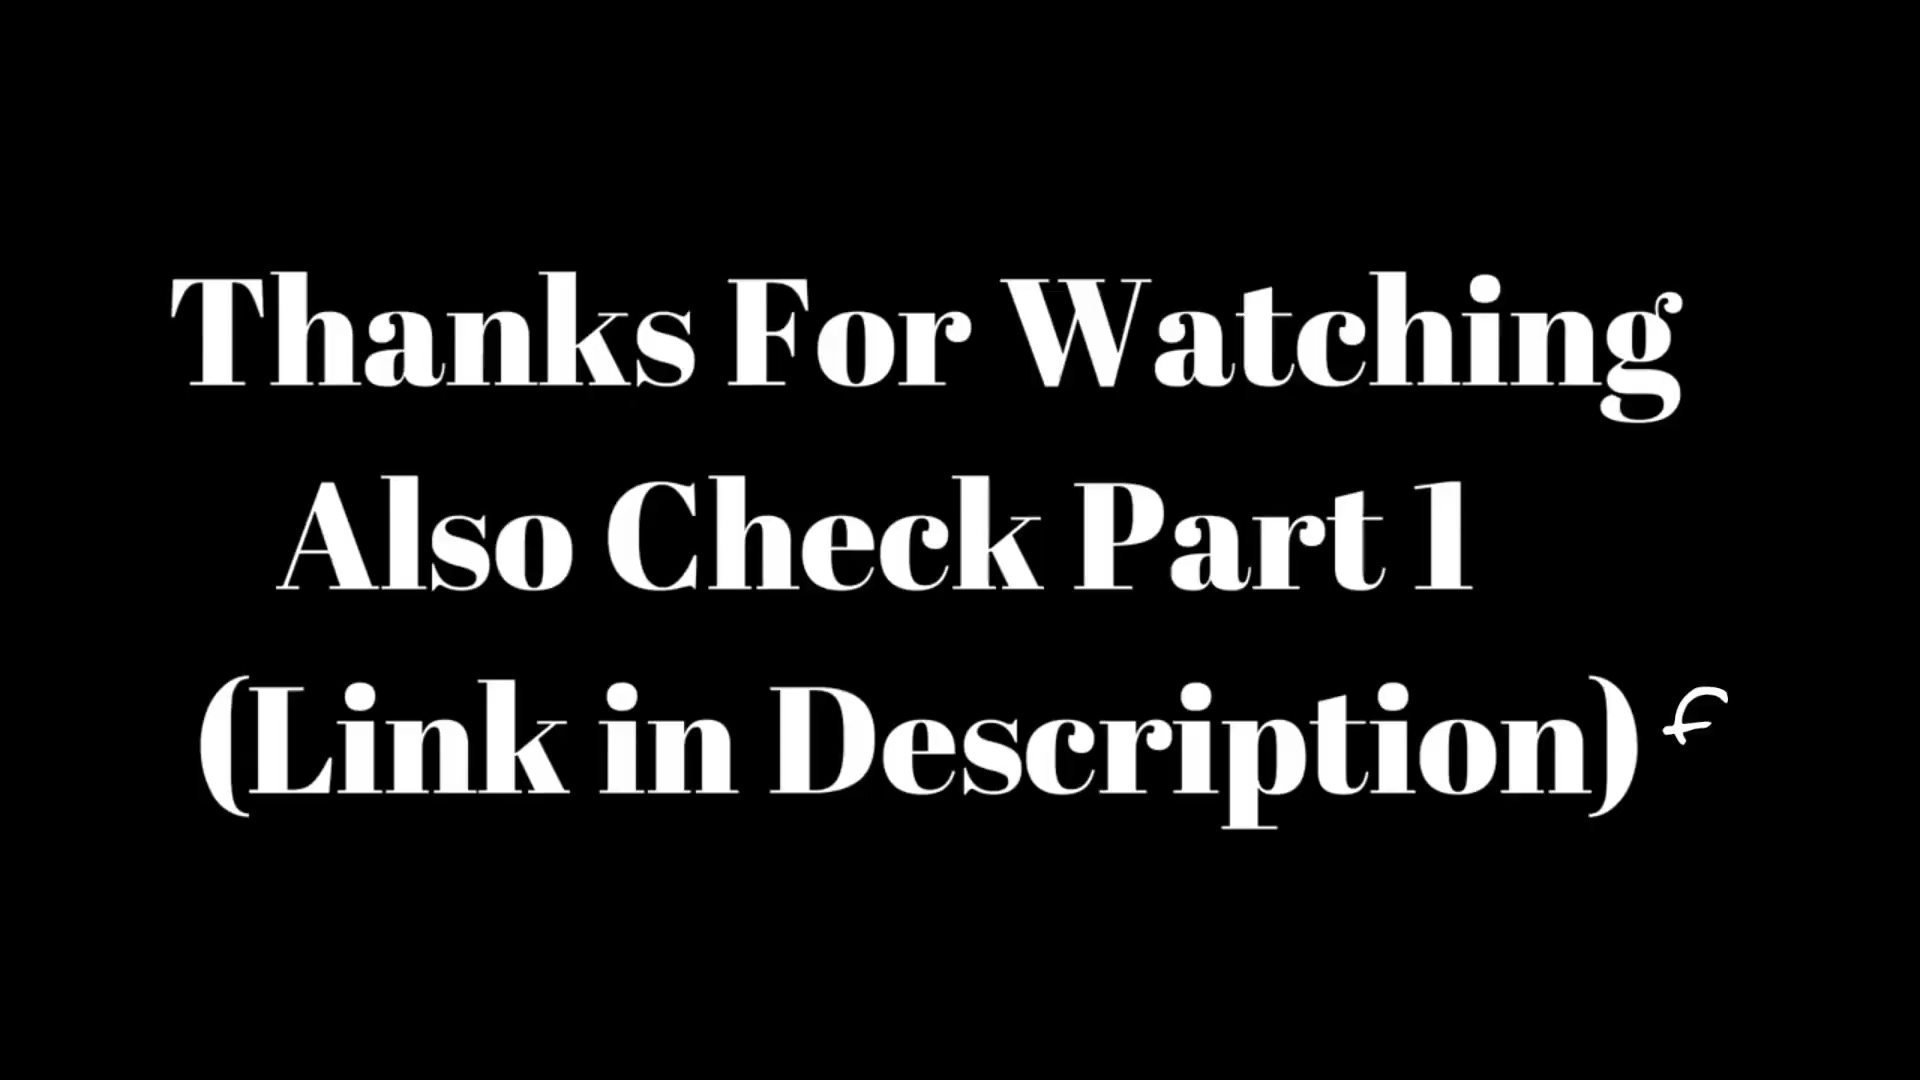 Thanks For Watching
Also Check Part 1
(Link in Description)